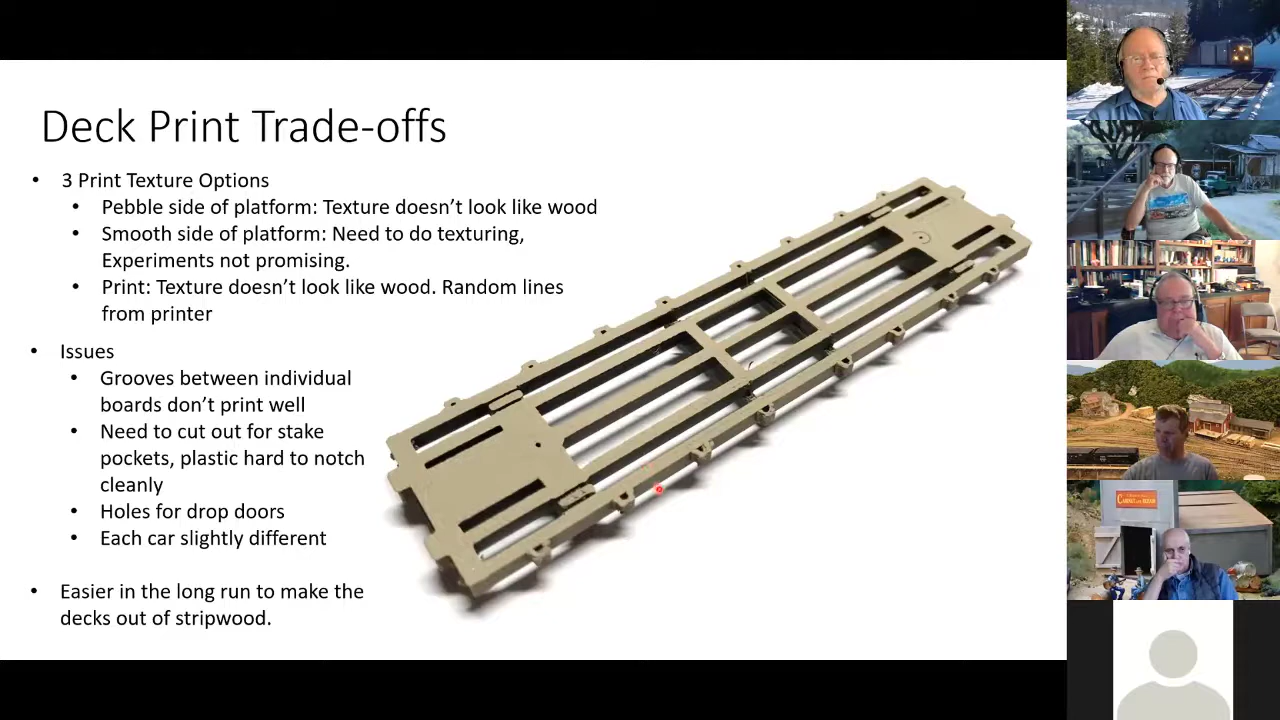 Deck Print Trade-offs
• 3 Print Texture Options
• Pebble side of platform: Texture doesn’t look like wood
• Smooth side of platform: Need to do texturing,
Experiments not promising.
• Print: Texture doesn’t look like wood. Random lines
from printer
• Issues
• Grooves between individual
boards don’t print well
• Need to cut out for stake
pockets, plastic hard to notch
cleanly
• Holes for drop doors
• Each car slightly different
• Easier in the long run to make the
decks out of stripwood.